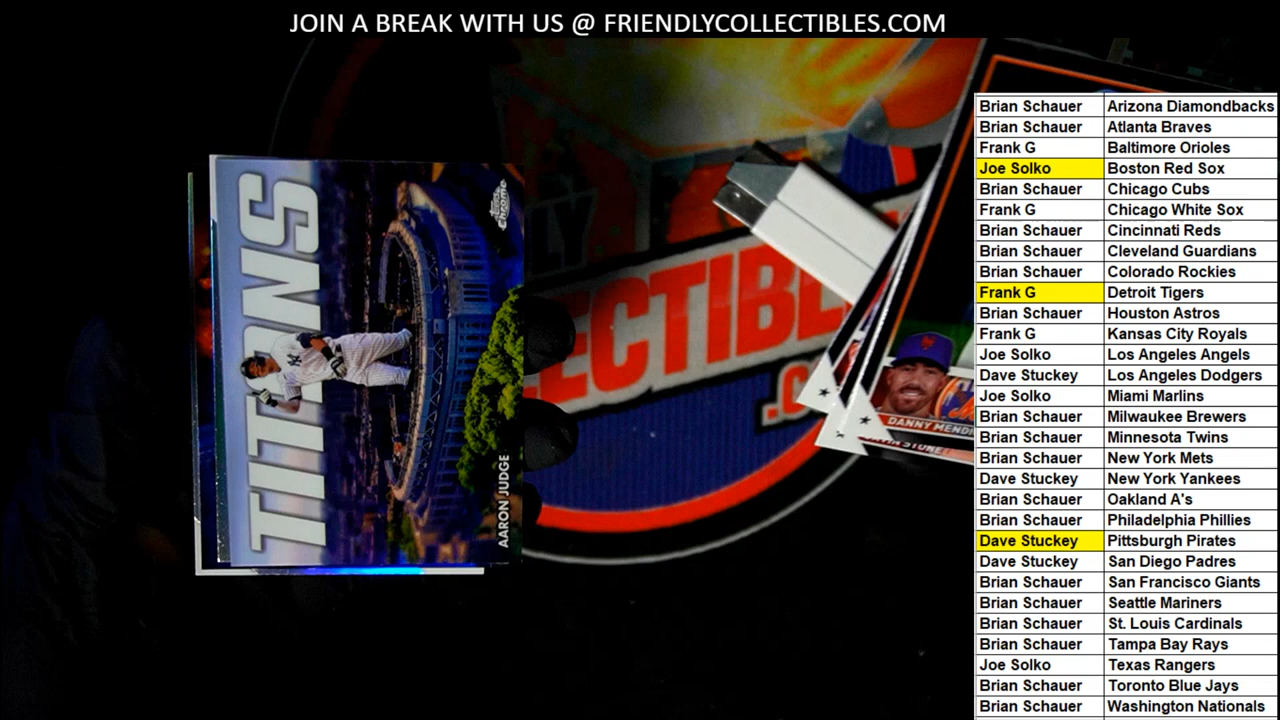 JOIN A BREAK WITH US @ FRIENDLYCOLLECTIBLES.COM
TITANS
Topps Chrome
AARON JUDGE
LECTIBL
.C
DANNY MENDI
STONE
Brian Schauer Arizona Diamondbacks
Brian Schauer Atlanta Braves
Frank G Baltimore Orioles
Joe Solko Boston Red Sox
Brian Schauer Chicago Cubs
Frank G Chicago White Sox
Brian Schauer Cincinnati Reds
Brian Schauer Cleveland Guardians
Brian Schauer Colorado Rockies
Frank G Detroit Tigers
Brian Schauer Houston Astros
Frank G Kansas City Royals
Joe Solko Los Angeles Angels
Dave Stuckey Los Angeles Dodgers
Joe Solko Miami Marlins
Brian Schauer Milwaukee Brewers
Brian Schauer Minnesota Twins
Brian Schauer New York Mets
Dave Stuckey New York Yankees
Brian Schauer Oakland A's
Brian Schauer Philadelphia Phillies
Dave Stuckey Pittsburgh Pirates
Dave Stuckey San Diego Padres
Brian Schauer San Francisco Giants
Brian Schauer Seattle Mariners
Brian Schauer St. Louis Cardinals
Brian Schauer Tampa Bay Rays
Joe Solko Texas Rangers
Brian Schauer Toronto Blue Jays
Brian Schauer Washington Nationals